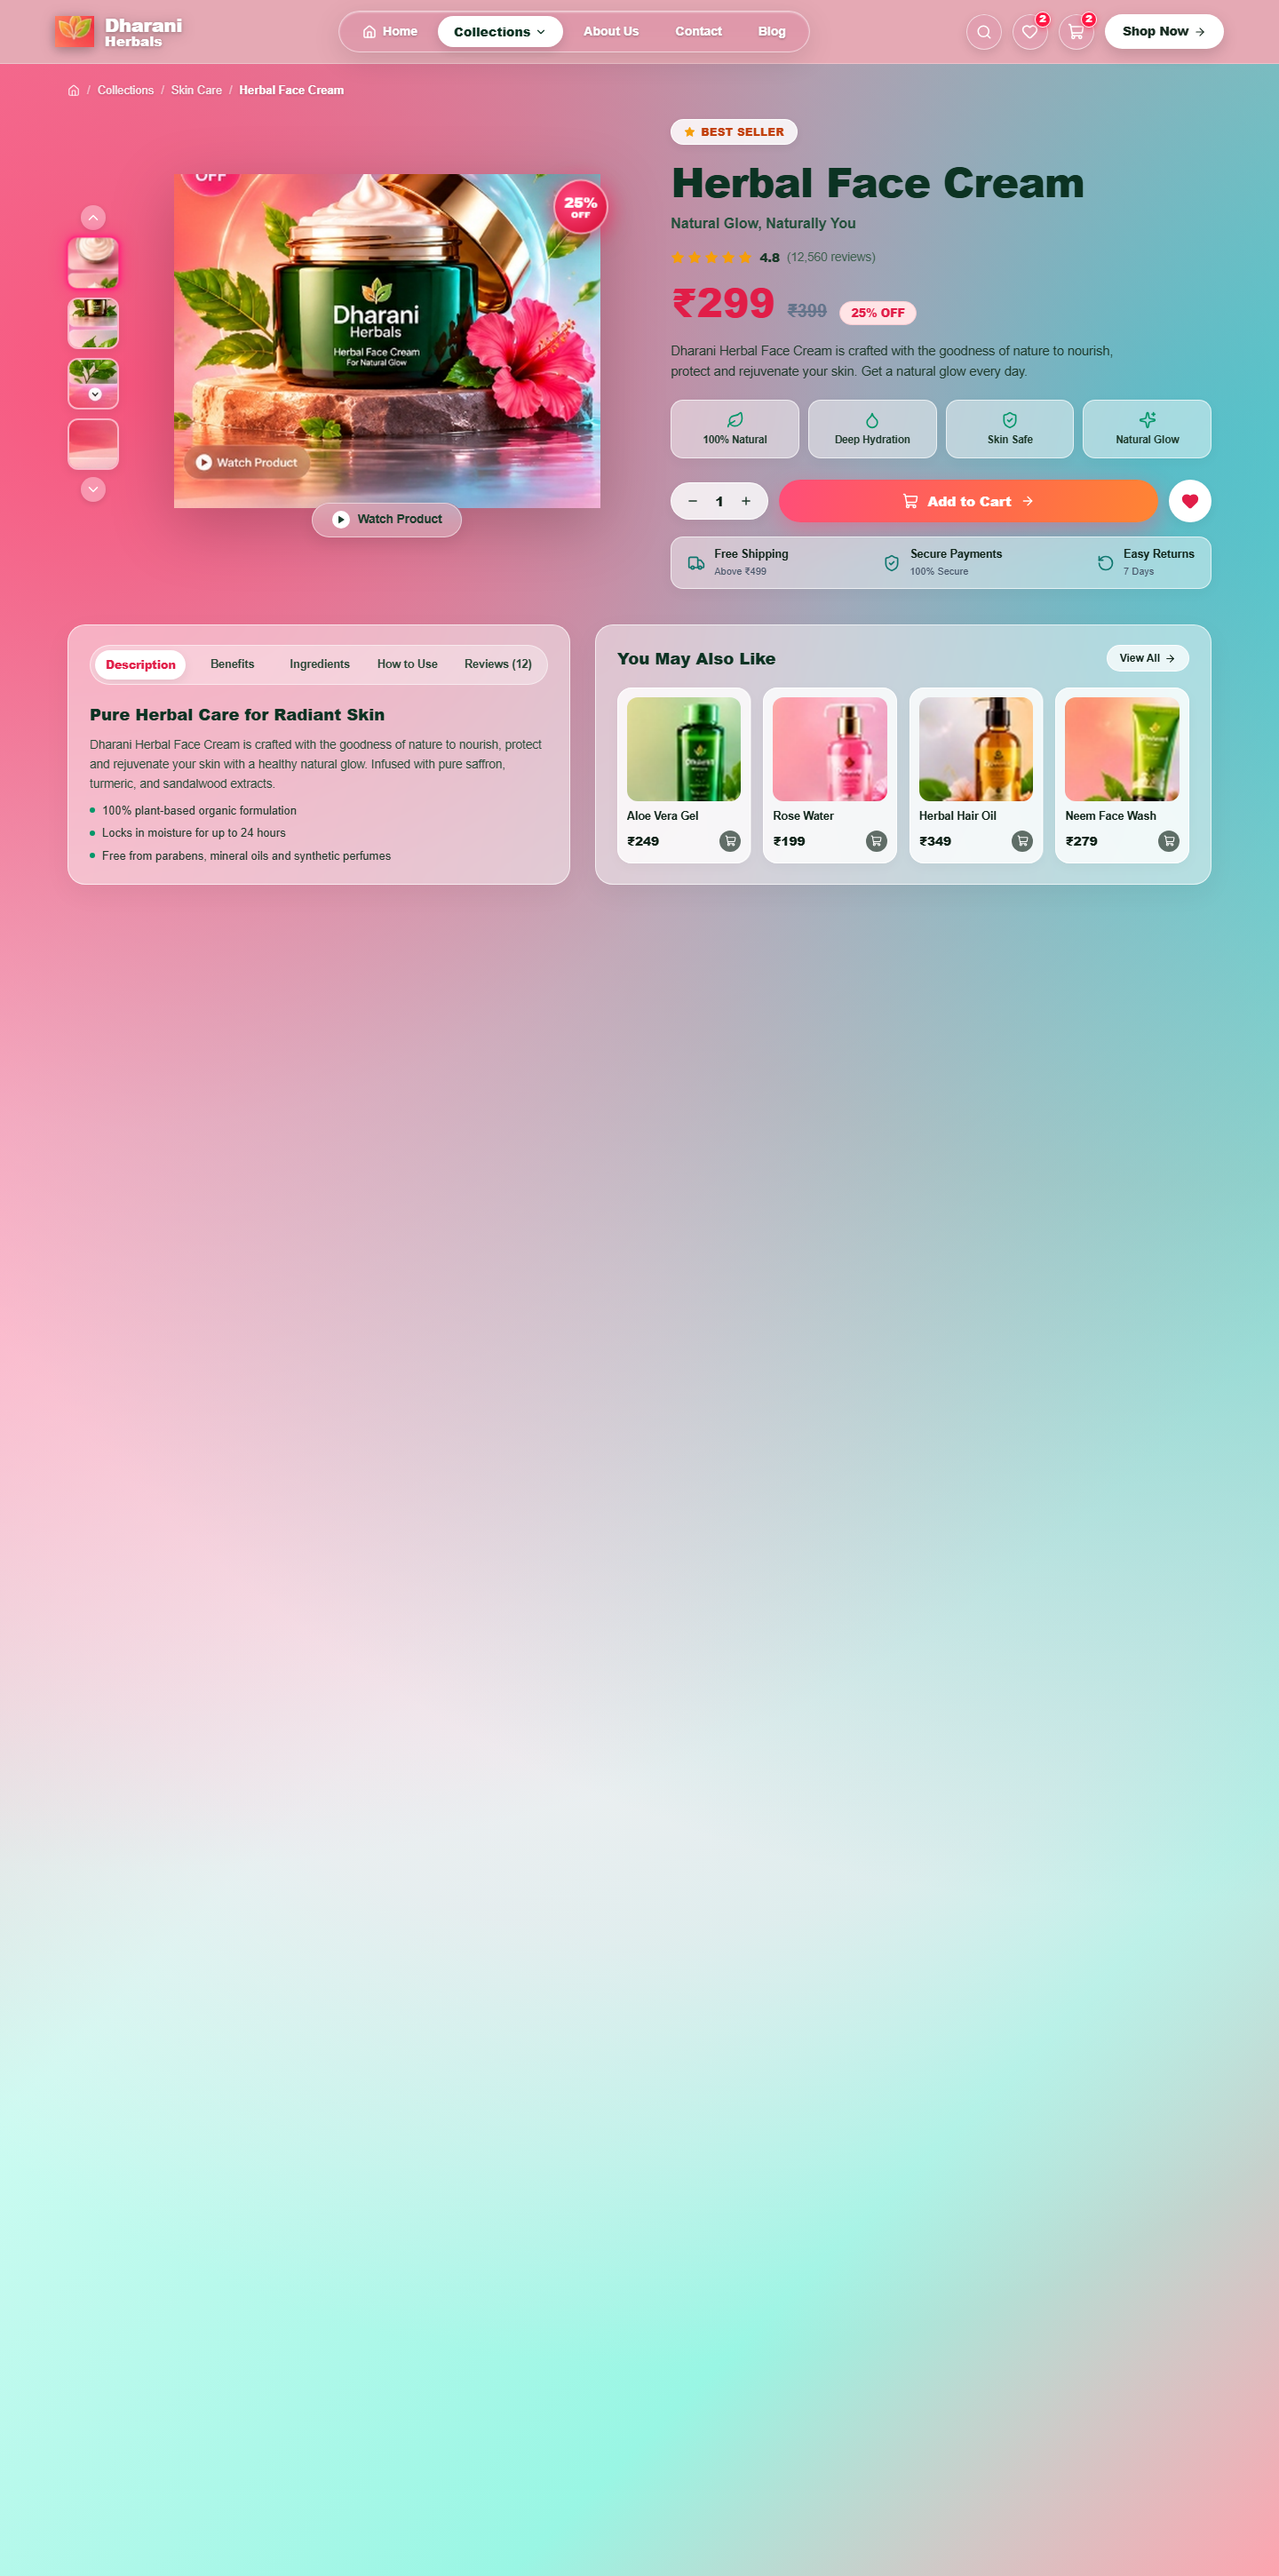 Dharani
Herbals
Home
Collections
About Us
Contact
Blog
2
2
Shop Now
/ Collections / Skin Care / Herbal Face Cream
BEST SELLER
OFF
25%
OFF
Dharani
Herbals
Herbal Face Cream
For Natural Glow
Watch Product
Watch Product
Herbal Face Cream
Natural Glow, Naturally You
4.8 (12,560 reviews)
₹299 ₹399 25% OFF
Dharani Herbal Face Cream is crafted with the goodness of nature to nourish,
protect and rejuvenate your skin. Get a natural glow every day.
100% Natural
Deep Hydration
Skin Safe
Natural Glow
− 1 +
Add to Cart
Free Shipping
Above ₹499
Secure Payments
100% Secure
Easy Returns
7 Days
Description
Benefits
Ingredients
How to Use
Reviews (12)
Pure Herbal Care for Radiant Skin
Dharani Herbal Face Cream is crafted with the goodness of nature to nourish, protect
and rejuvenate your skin with a healthy natural glow. Infused with pure saffron,
turmeric, and sandalwood extracts.
100% plant-based organic formulation
Locks in moisture for up to 24 hours
Free from parabens, mineral oils and synthetic perfumes
You May Also Like
View All
Aloe Vera Gel
₹249
Rose Water
₹199
Herbal Hair Oil
₹349
Neem Face Wash
₹279